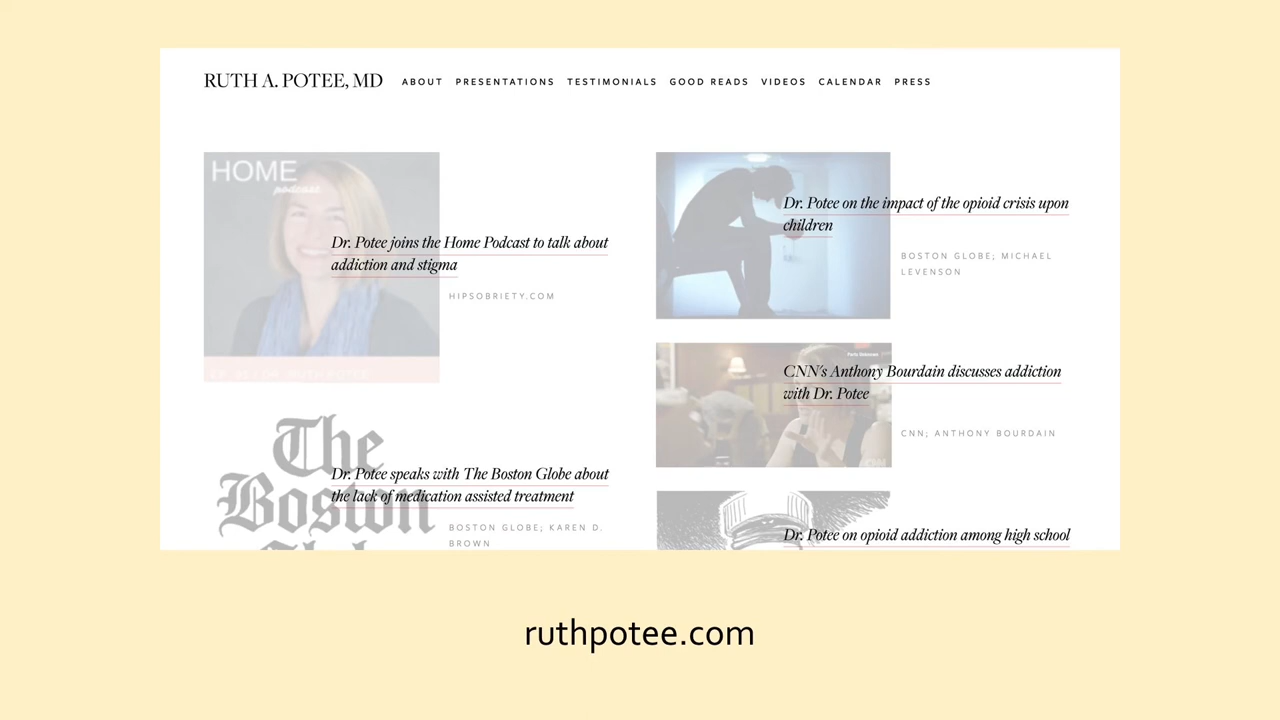 RUTH A. POTEE, MD
ABOUT PRESENTATIONS TESTIMONIALS GOOD READS VIDEOS CALENDAR PRESS
HOME
podcast
Dr. Potee joins the Home Podcast to talk about
addiction and stigma
HIPSOBRIETY.COM
The
Boston
Dr. Potee speaks with The Boston Globe about
the lack of medication assisted treatment
BOSTON GLOBE; KAREN D.
BROWN
Dr. Potee on the impact of the opioid crisis upon
children
BOSTON GLOBE; MICHAEL
LEVENSON
CNN's Anthony Bourdain discusses addiction
with Dr. Potee
CNN; ANTHONY BOURDAIN
Dr. Potee on opioid addiction among high school
ruthpotee.com